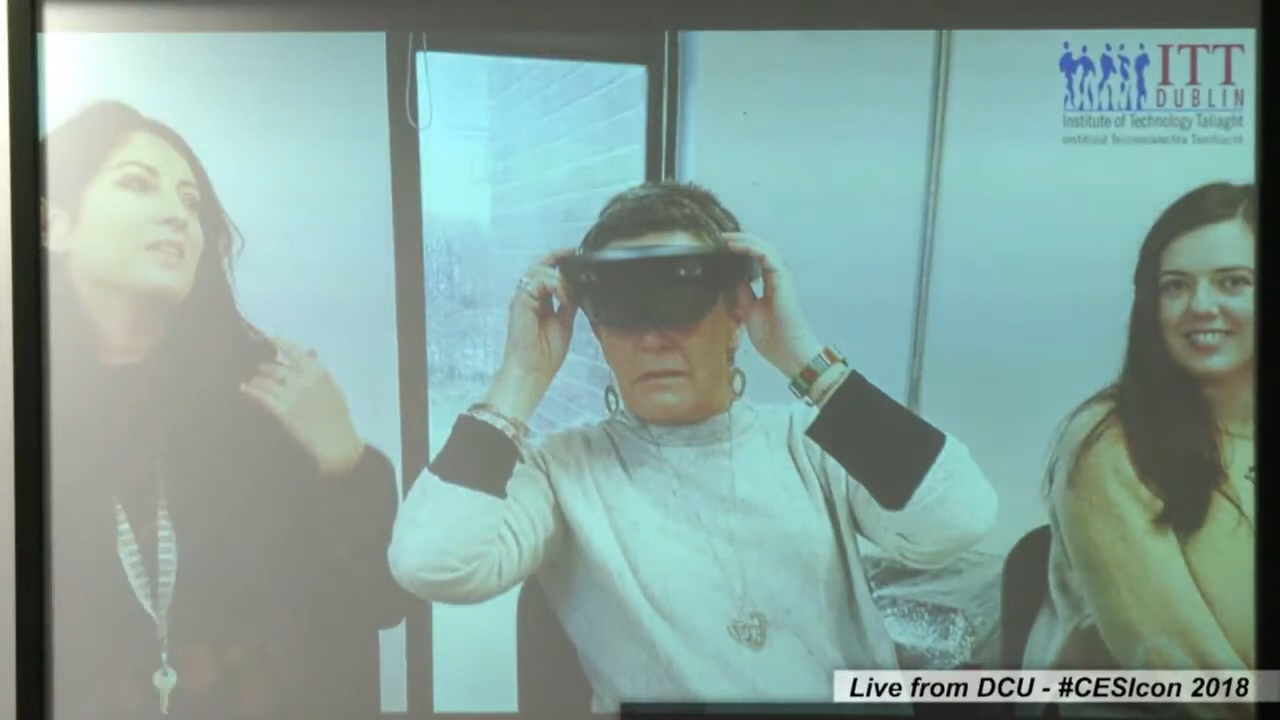 ITT
DUBLIN
Institute of Technology Tallaght
Live from DCU - #CESIcon 2018